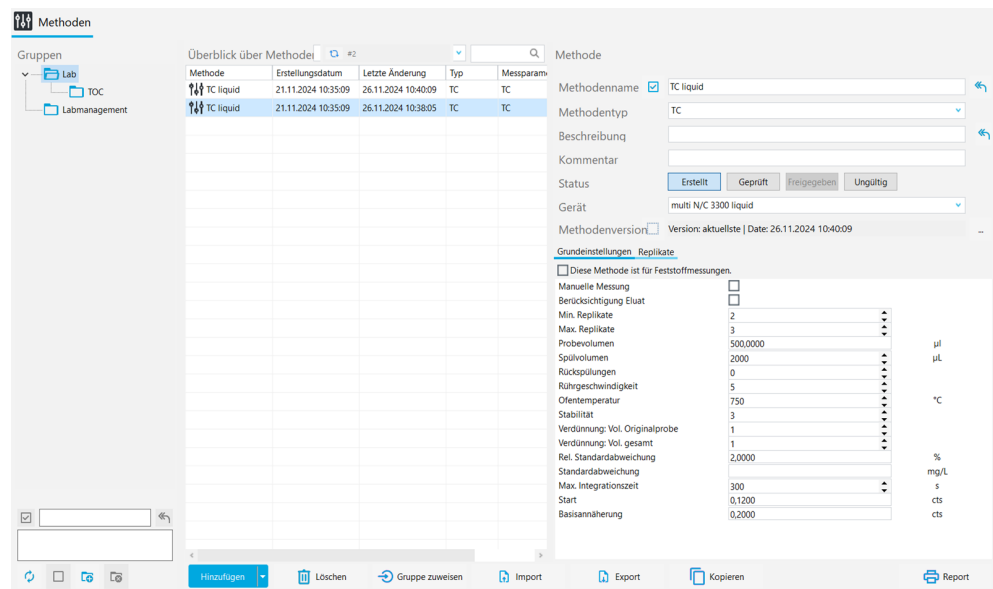 Methoden
Gruppen
Lab
TOC
Labmanagement
Überblick über Methoden #2
Methode Erstellungsdatum Letzte Änderung Typ Messparame
TC liquid 21.11.2024 10:35:09 26.11.2024 10:40:09 TC TC
TC liquid 21.11.2024 10:35:09 26.11.2024 10:38:05 TC TC
Methode
Methodenname TC liquid
Methodentyp TC
Beschreibung
Kommentar
Status Erstellt Geprüft Freigegeben Ungültig
Gerät multi N/C 3300 liquid
Methodenversion Version: aktuellste | Date: 26.11.2024 10:40:09 ...
Grundeinstellungen Replikate
Diese Methode ist für Feststoffmessungen.
Manuelle Messung
Berücksichtigung Eluat
Min. Replikate 2
Max. Replikate 3
Probevolumen 500,0000 µl
Spülvolumen 2000 µL
Rückspülungen 0
Rührgeschwindigkeit 5
Ofentemperatur 750 °C
Stabilität 3
Verdünnung: Vol. Originalprobe 1
Verdünnung: Vol. gesamt 1
Rel. Standardabweichung 2,0000 %
Standardabweichung mg/L
Max. Integrationszeit 300 s
Start 0,1200 cts
Basisannäherung 0,2000 cts
Hinzufügen Löschen Gruppe zuweisen Import Export Kopieren Report